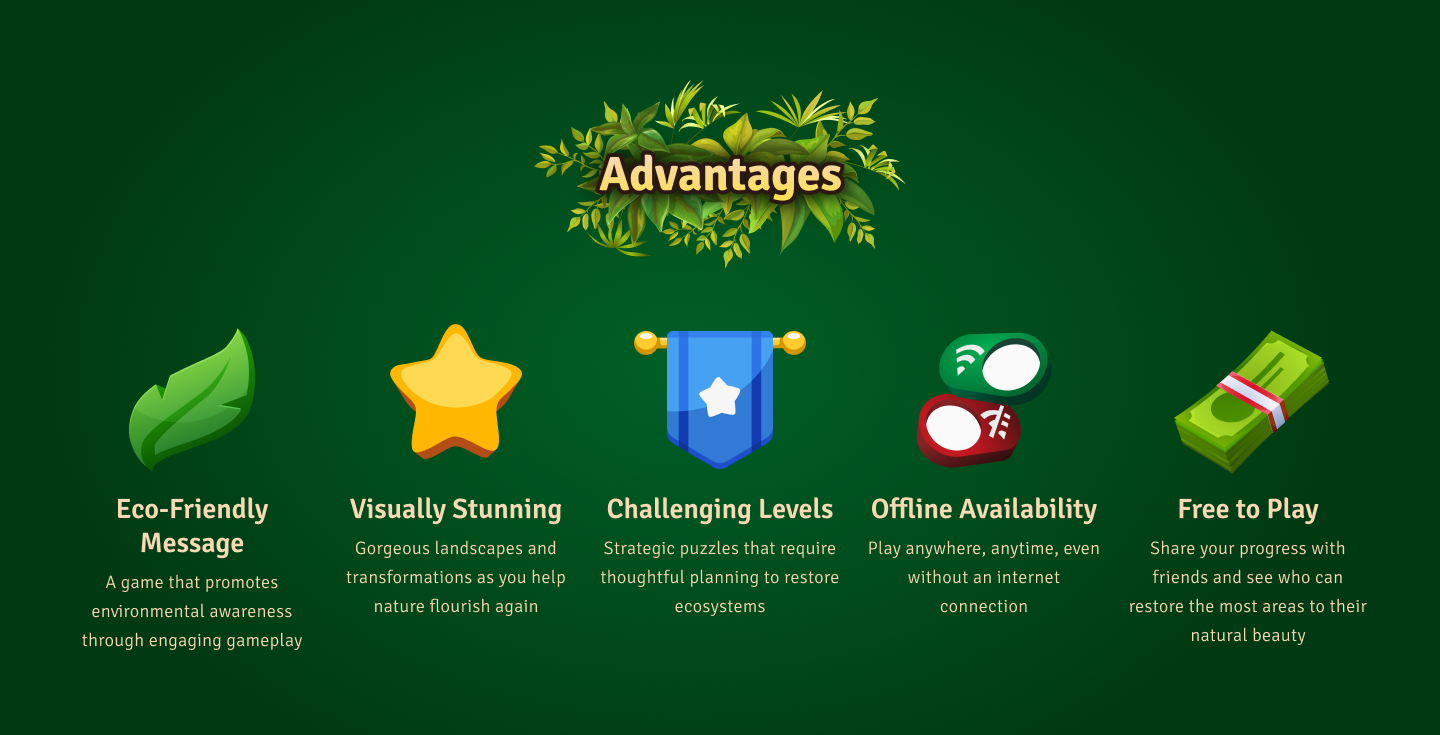 Advantages
Eco-Friendly
Message
A game that promotes
environmental awareness
through engaging gameplay
Visually Stunning
Gorgeous landscapes and
transformations as you help
nature flourish again
Challenging Levels
Strategic puzzles that require
thoughtful planning to restore
ecosystems
Offline Availability
Play anywhere, anytime, even
without an internet
connection
Free to Play
Share your progress with
friends and see who can
restore the most areas to their
natural beauty